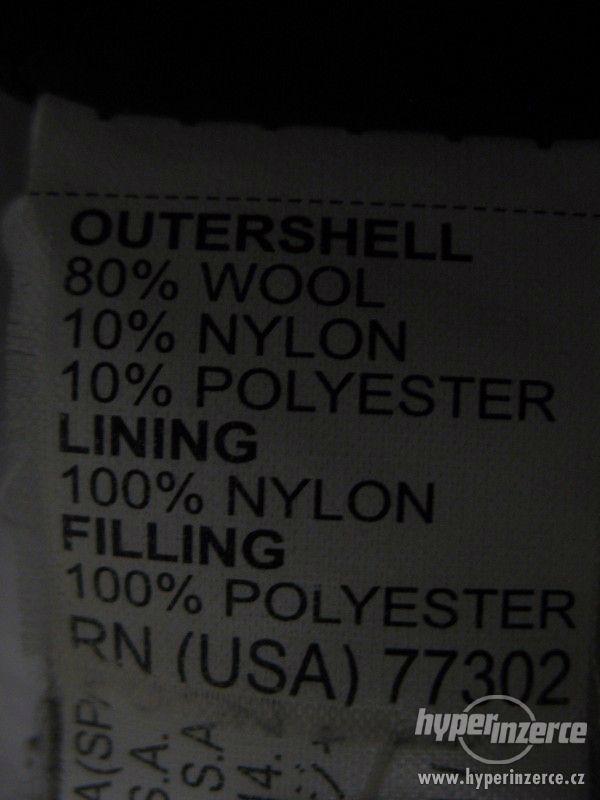 OUTERSHELL
80% WOOL
10% NYLON
10% POLYESTER
LINING
100% NYLON
FILLING
100% POLYESTER
RN (USA) 77302
S.A
14.
hyperinzerce
www.hyperinzerce.cz